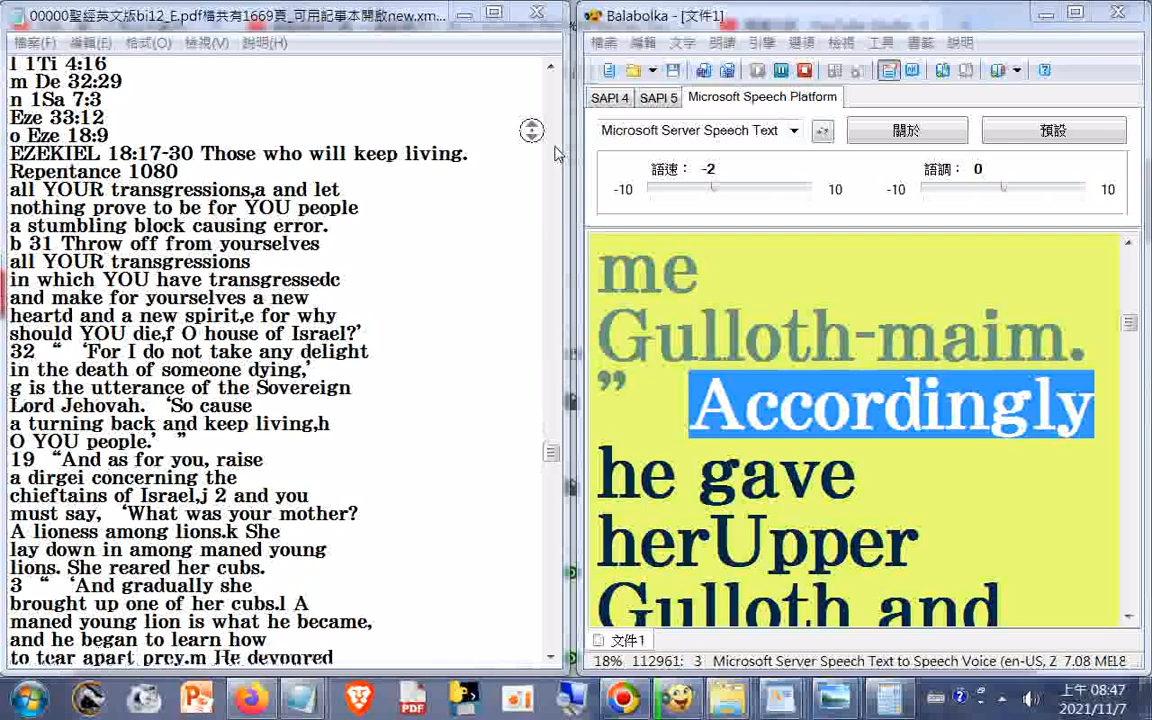 00000聖經英文版bi12_E.pdf檔共有1669頁_可用記事本開啟new.xm...
檔案(F) 編輯(E) 格式(O) 檢視(V) 說明(H)
l 1Ti 4:16
m De 32:29
n 1Sa 7:3
Eze 33:12
o Eze 18:9
EZEKIEL 18:17-30 Those who will keep living.
Repentance 1080
all YOUR transgressions,a and let
nothing prove to be for YOU people
a stumbling block causing error.
b 31 Throw off from yourselves
all YOUR transgressions
in which YOU have transgressedc
and make for yourselves a new
heartd and a new spirit,e for why
should YOU die,f O house of Israel?’
32 “ ‘For I do not take any delight
in the death of someone dying,’
g is the utterance of the Sovereign
Lord Jehovah. ‘So cause
a turning back and keep living,h
O YOU people.’ ”
19 “And as for you, raise
a dirgei concerning the
chieftains of Israel,j 2 and you
must say, ‘What was your mother?
A lioness among lions.k She
lay down in among maned young
lions. She reared her cubs.
3 “ ‘And gradually she
brought up one of her cubs.l A
maned young lion is what he became,
and he began to learn how
to tear apart prey.m He devoured
Balabolka - [文件1]
檔案 編輯 文字 朗讀 引擎 選項 檢視 工具 書籤 說明
SAPI 4 SAPI 5 Microsoft Speech Platform
Microsoft Server Speech Text 關於 預設
語速： -2 語調： 0
-10 10 -10 10
me
Gulloth-maim.
” Accordingly
he gave
herUpper
Gulloth and
文件1
18% 112961: 3 Microsoft Server Speech Text to Speech Voice (en-US, Z 7.08 MEL8
PDF
上午 08:47
2021/11/7